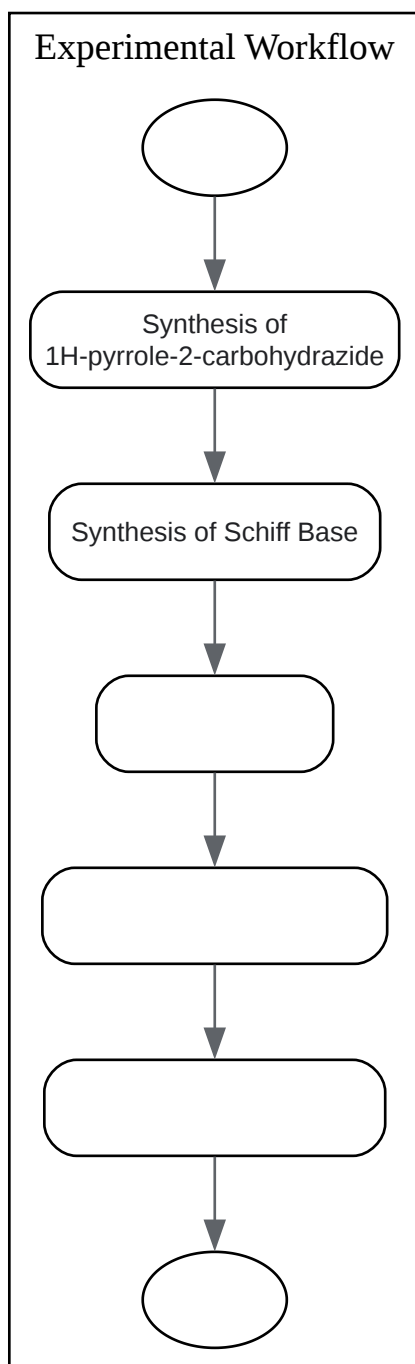 Experimental Workflow
Synthesis of
1H-pyrrole-2-carbohydrazide
Synthesis of Schiff Base